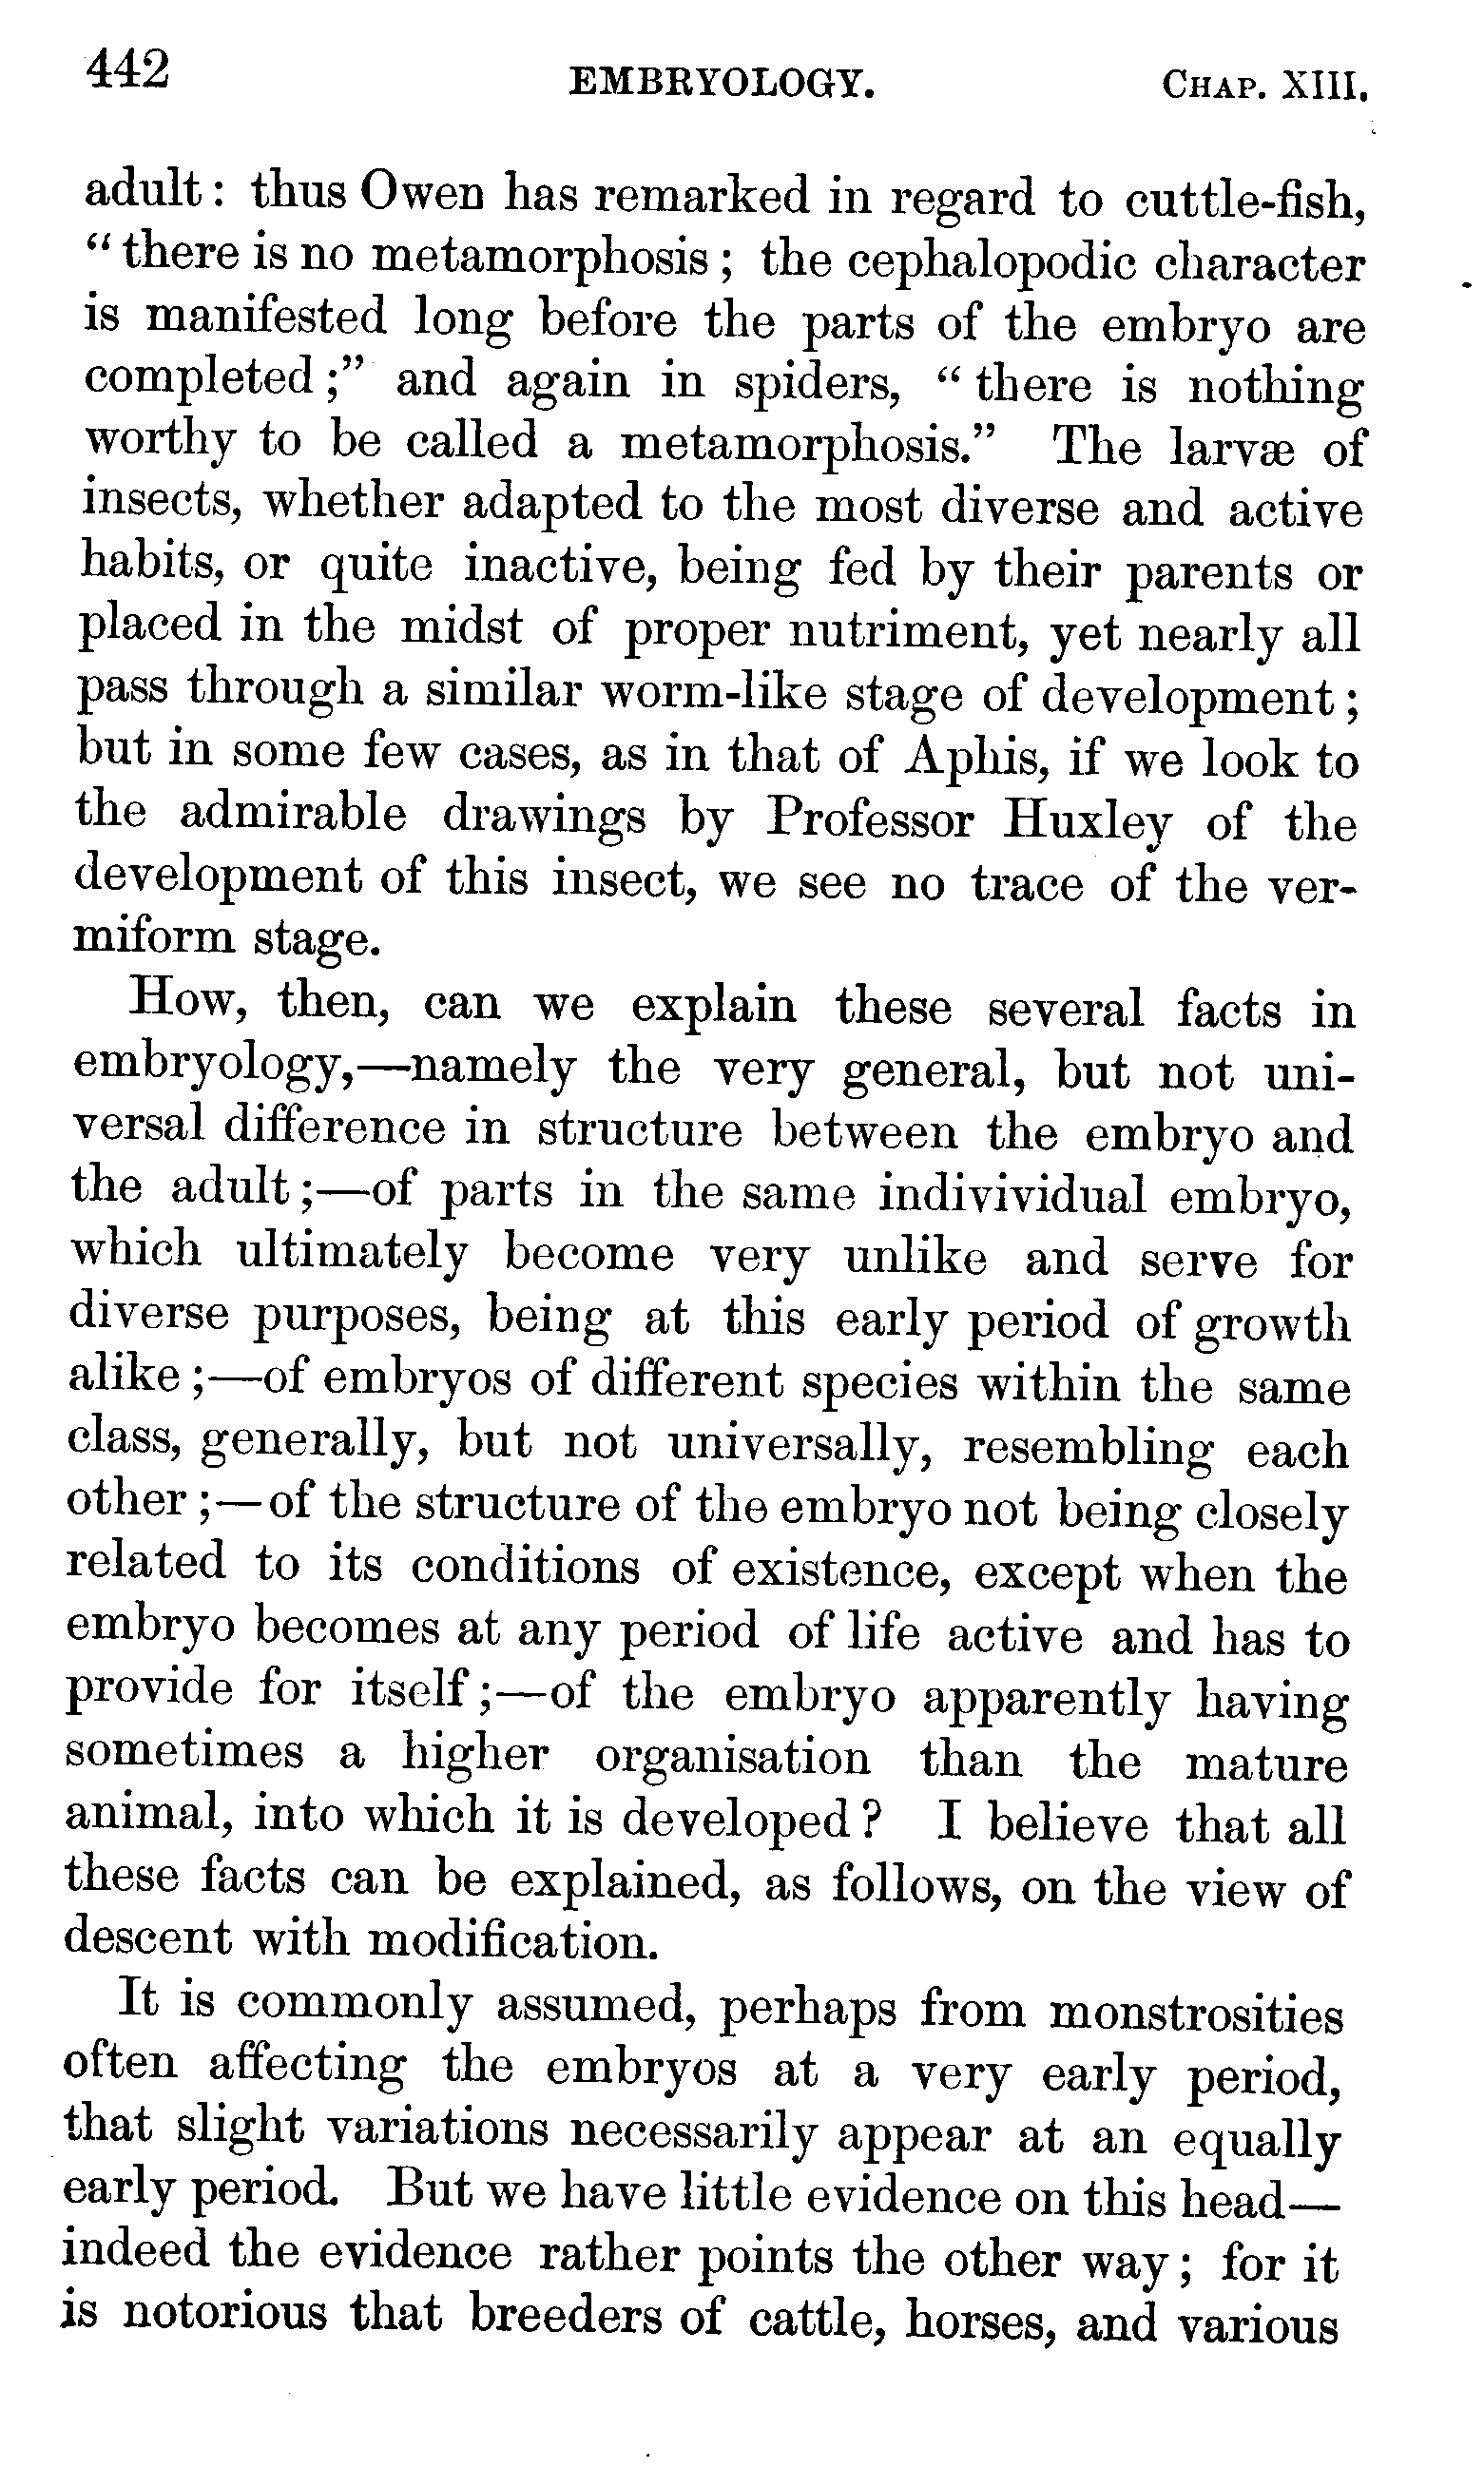 442 EMBRYOLOGY. CHAP. XIII.
adult: thus Owen has remarked in regard to cuttle-fish,
“there is no metamorphosis; the cephalopodic character
is manifested long before the parts of the embryo are
completed;” and again in spiders, “there is nothing
worthy to be called a metamorphosis.” The larvæ of
insects, whether adapted to the most diverse and active
habits, or quite inactive, being fed by their parents or
placed in the midst of proper nutriment, yet nearly all
pass through a similar worm-like stage of development;
but in some few cases, as in that of Aphis, if we look to
the admirable drawings by Professor Huxley of the
development of this insect, we see no trace of the ver-
miform stage.
How, then, can we explain these several facts in
embryology,—namely the very general, but not uni-
versal difference in structure between the embryo and
the adult;—of parts in the same indivividual embryo,
which ultimately become very unlike and serve for
diverse purposes, being at this early period of growth
alike;—of embryos of different species within the same
class, generally, but not universally, resembling each
other;—of the structure of the embryo not being closely
related to its conditions of existence, except when the
embryo becomes at any period of life active and has to
provide for itself;—of the embryo apparently having
sometimes a higher organisation than the mature
animal, into which it is developed? I believe that all
these facts can be explained, as follows, on the view of
descent with modification.
It is commonly assumed, perhaps from monstrosities
often affecting the embryos at a very early period,
that slight variations necessarily appear at an equally
early period. But we have little evidence on this head—
indeed the evidence rather points the other way; for it
is notorious that breeders of cattle, horses, and various